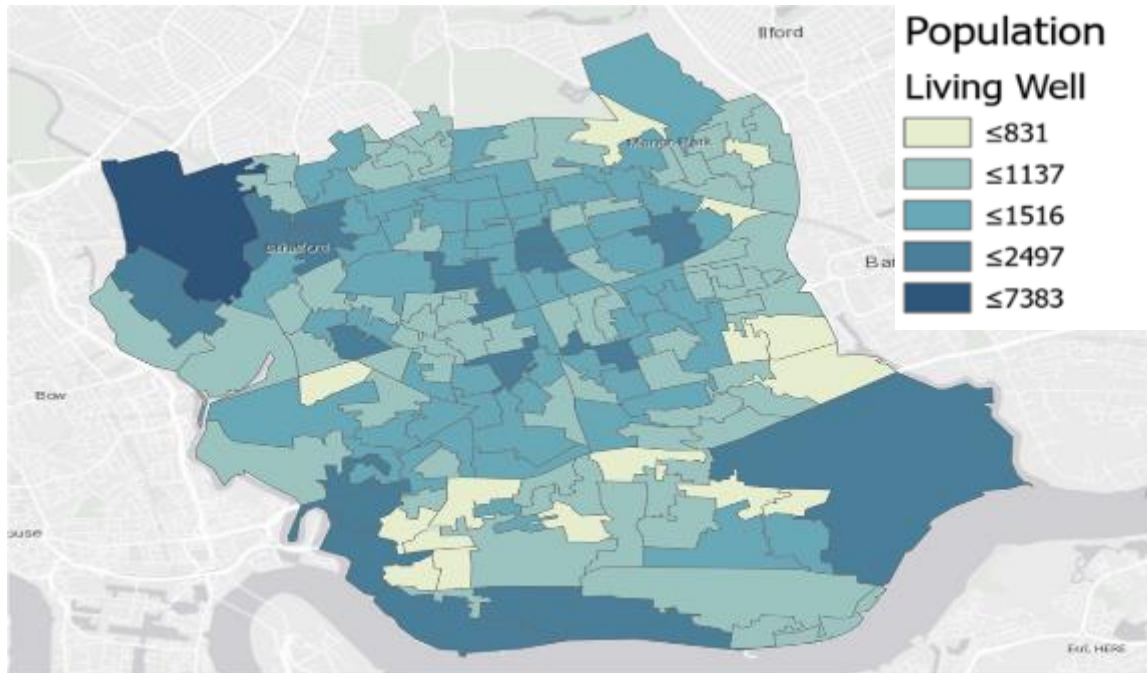 Ilford
Population
Living Well
≤831
≤1137
≤1516
≤2497
≤7383
Manor Park
Stratford
Bar
Bow
ouse
Esri, HERE